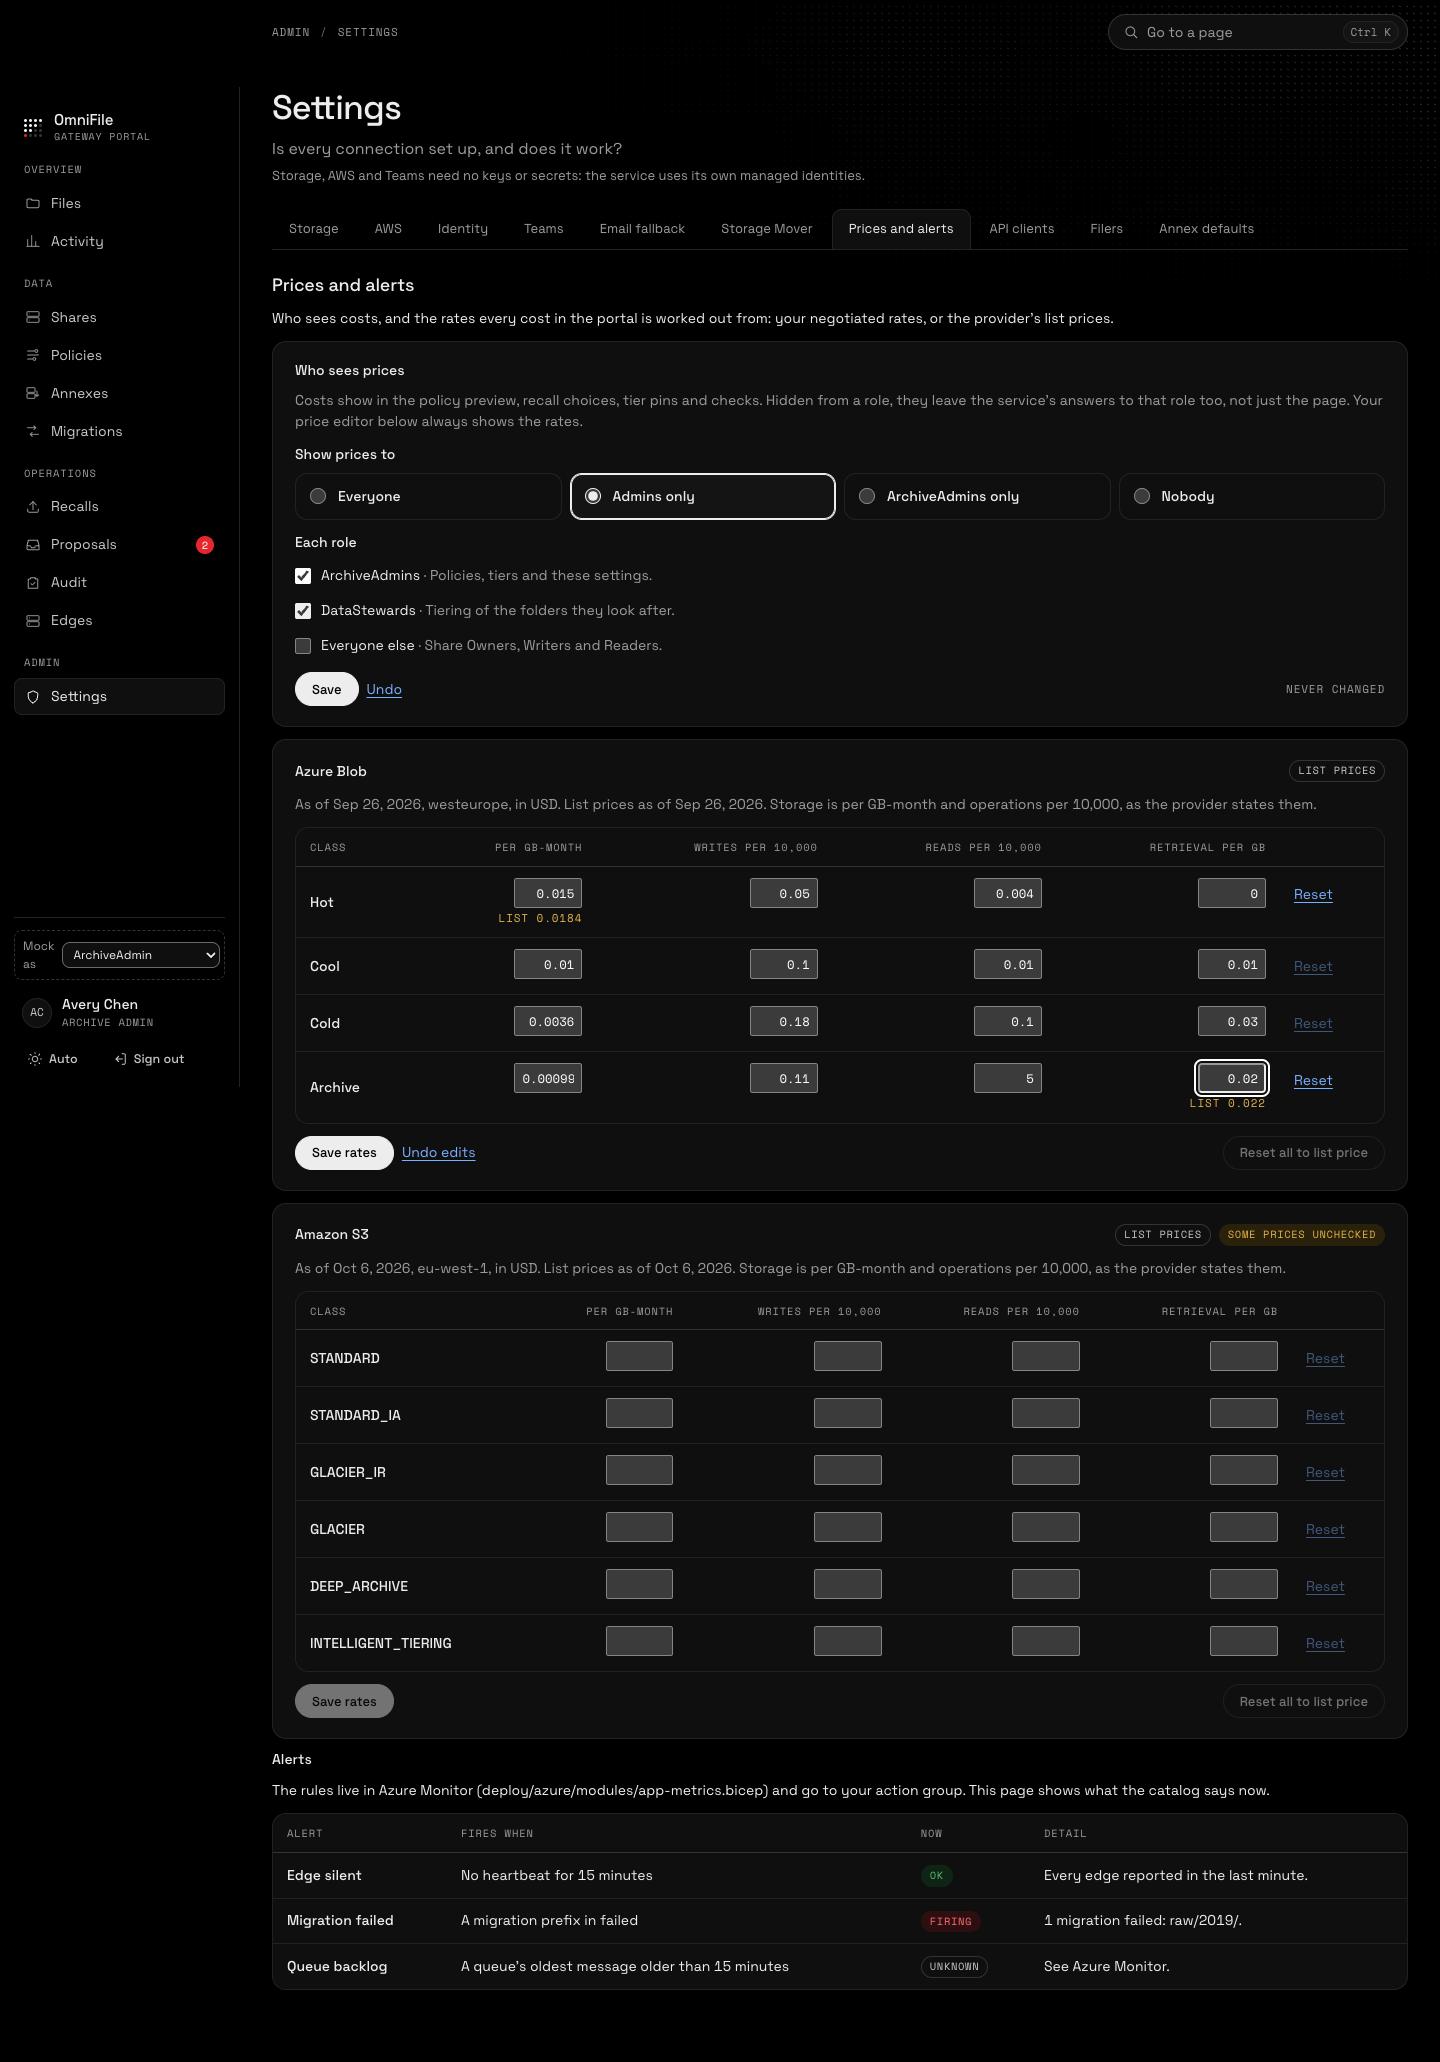 ADMIN / SETTINGS
Go to a page
Ctrl K
OmniFile
GATEWAY PORTAL
OVERVIEW
Files
Activity
DATA
Shares
Policies
Annexes
Migrations
OPERATIONS
Recalls
Proposals 2
Audit
Edges
ADMIN
Settings
Mock as
ArchiveAdmin
AC
Avery Chen
ARCHIVE ADMIN
Auto
Sign out
Settings
Is every connection set up, and does it work?
Storage, AWS and Teams need no keys or secrets: the service uses its own managed identities.
Storage AWS Identity Teams Email fallback Storage Mover Prices and alerts API clients Filers Annex defaults
Prices and alerts
Who sees costs, and the rates every cost in the portal is worked out from: your negotiated rates, or the provider's list prices.
Who sees prices
Costs show in the policy preview, recall choices, tier pins and checks. Hidden from a role, they leave the service's answers to that role too, not just the page. Your
price editor below always shows the rates.
Show prices to
Everyone Admins only ArchiveAdmins only Nobody
Each role
ArchiveAdmins · Policies, tiers and these settings.
DataStewards · Tiering of the folders they look after.
Everyone else · Share Owners, Writers and Readers.
Save Undo NEVER CHANGED
Azure Blob LIST PRICES
As of Sep 26, 2026, westeurope, in USD. List prices as of Sep 26, 2026. Storage is per GB-month and operations per 10,000, as the provider states them.
CLASS PER GB-MONTH WRITES PER 10,000 READS PER 10,000 RETRIEVAL PER GB
Hot 0.015 0.05 0.004 0 Reset
LIST 0.0184
Cool 0.01 0.1 0.01 0.01 Reset
Cold 0.0036 0.18 0.1 0.03 Reset
Archive 0.00099 0.11 5 0.02 Reset
LIST 0.022
Save rates Undo edits Reset all to list price
Amazon S3 LIST PRICES SOME PRICES UNCHECKED
As of Oct 6, 2026, eu-west-1, in USD. List prices as of Oct 6, 2026. Storage is per GB-month and operations per 10,000, as the provider states them.
CLASS PER GB-MONTH WRITES PER 10,000 READS PER 10,000 RETRIEVAL PER GB
STANDARD Reset
STANDARD_IA Reset
GLACIER_IR Reset
GLACIER Reset
DEEP_ARCHIVE Reset
INTELLIGENT_TIERING Reset
Save rates Reset all to list price
Alerts
The rules live in Azure Monitor (deploy/azure/modules/app-metrics.bicep) and go to your action group. This page shows what the catalog says now.
ALERT FIRES WHEN NOW DETAIL
Edge silent No heartbeat for 15 minutes OK Every edge reported in the last minute.
Migration failed A migration prefix in failed FIRING 1 migration failed: raw/2019/.
Queue backlog A queue's oldest message older than 15 minutes UNKNOWN See Azure Monitor.